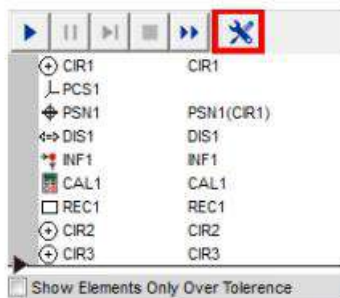 CIR1 CIR1
PCS1
PSN1 PSN1(CIR1)
DIS1 DIS1
INF1 INF1
CAL1 CAL1
REC1 REC1
CIR2 CIR2
CIR3 CIR3
Show Elements Only Over Tolerence